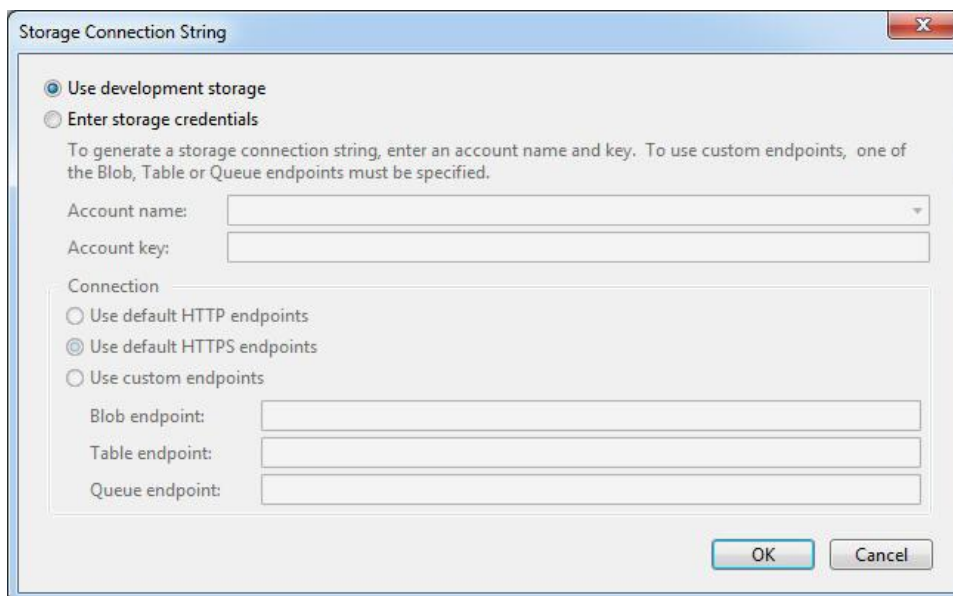 Storage Connection String
Use development storage
Enter storage credentials
To generate a storage connection string, enter an account name and key. To use custom endpoints, one of
the Blob, Table or Queue endpoints must be specified.
Account name:
Account key:
Connection
Use default HTTP endpoints
Use default HTTPS endpoints
Use custom endpoints
Blob endpoint:
Table endpoint:
Queue endpoint:
OK Cancel